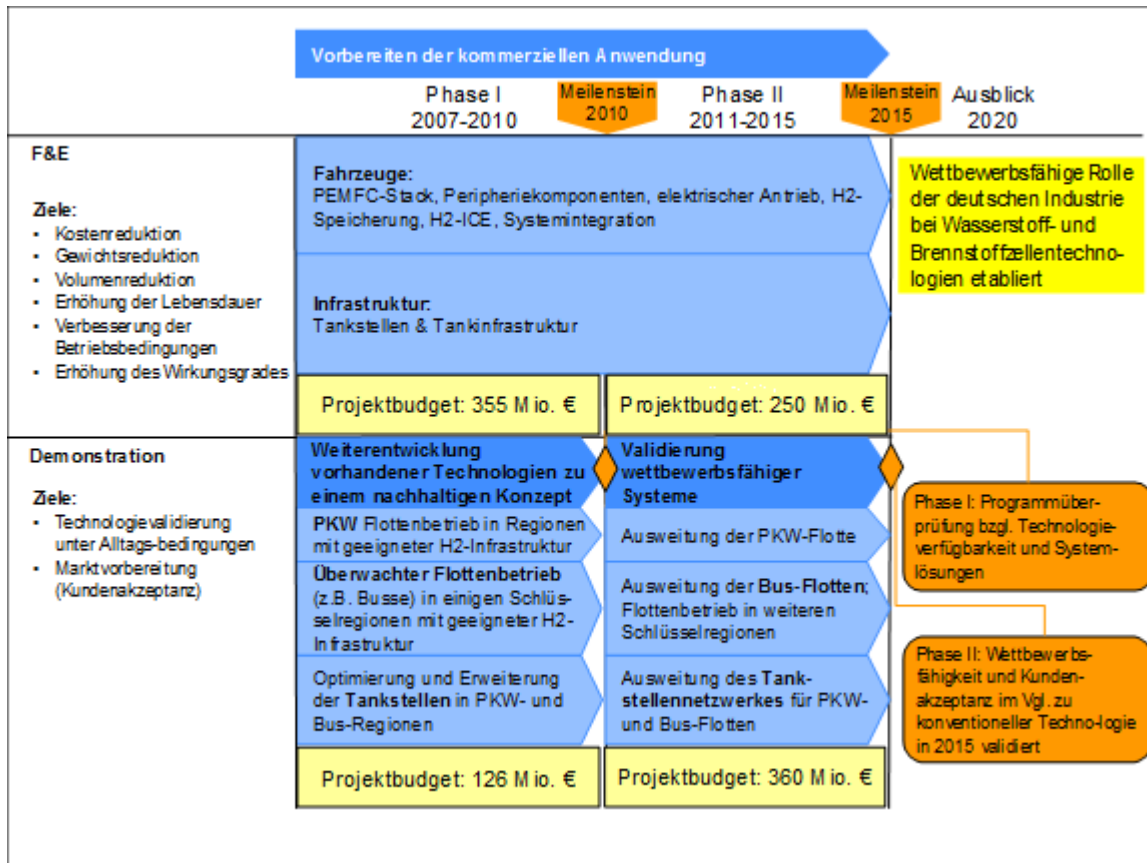 Vorbereiten der kommerziellen Anwendung
Phase I
2007-2010
Meilenstein
2010
Phase II
2011-2015
Meilenstein
2015
Ausblick
2020
F&E
Ziele:
• Kostenreduktion
• Gewichtsreduktion
• Volumenreduktion
• Erhöhung der Lebensdauer
• Verbesserung der
Betriebsbedingungen
• Erhöhung des Wirkungsgrades
Fahrzeuge:
PEMFC-Stack, Peripheriekomponenten, elektrischer Antrieb, H2-
Speicherung, H2-ICE, Systemintegration
Infrastruktur:
Tankstellen & Tankinfrastruktur
Wettbewerbsfähige Rolle
der deutschen Industrie
bei Wasserstoff- und
Brennstoffzellentechno-
logien etabliert
Projektbudget: 355 Mio. €
Projektbudget: 250 Mio. €
Demonstration
Ziele:
• Technologievalidierung
unter Alltags-bedingungen
• Marktvorbereitung
(Kundenakzeptanz)
Weiterentwicklung
vorhandener Technologien zu
einem nachhaltigen Konzept
Validierung
wettbewerbsfähiger
Systeme
PKW Flottenbetrieb in Regionen
mit geeigneter H2-Infrastruktur
Ausweitung der PKW-Flotte
Überwachter Flottenbetrieb
(z.B. Busse) in einigen Schlüs-
selregionen mit geeigneter H2-
Infrastruktur
Ausweitung der Bus-Flotten;
Flottenbetrieb in weiteren
Schlüsselregionen
Optimierung und Erweiterung
der Tankstellen in PKW- und
Bus-Regionen
Ausweitung des Tank-
stellennetzwerkes für PKW-
und Bus-Flotten
Projektbudget: 126 Mio. €
Projektbudget: 360 Mio. €
Phase I: Programmüber-
prüfung bzgl. Technologie-
verfügbarkeit und System-
lösungen
Phase II: Wettbewerbs-
fähigkeit und Kunden-
akzeptanz im Vgl. zu
konventioneller Techno-logie
in 2015 validiert